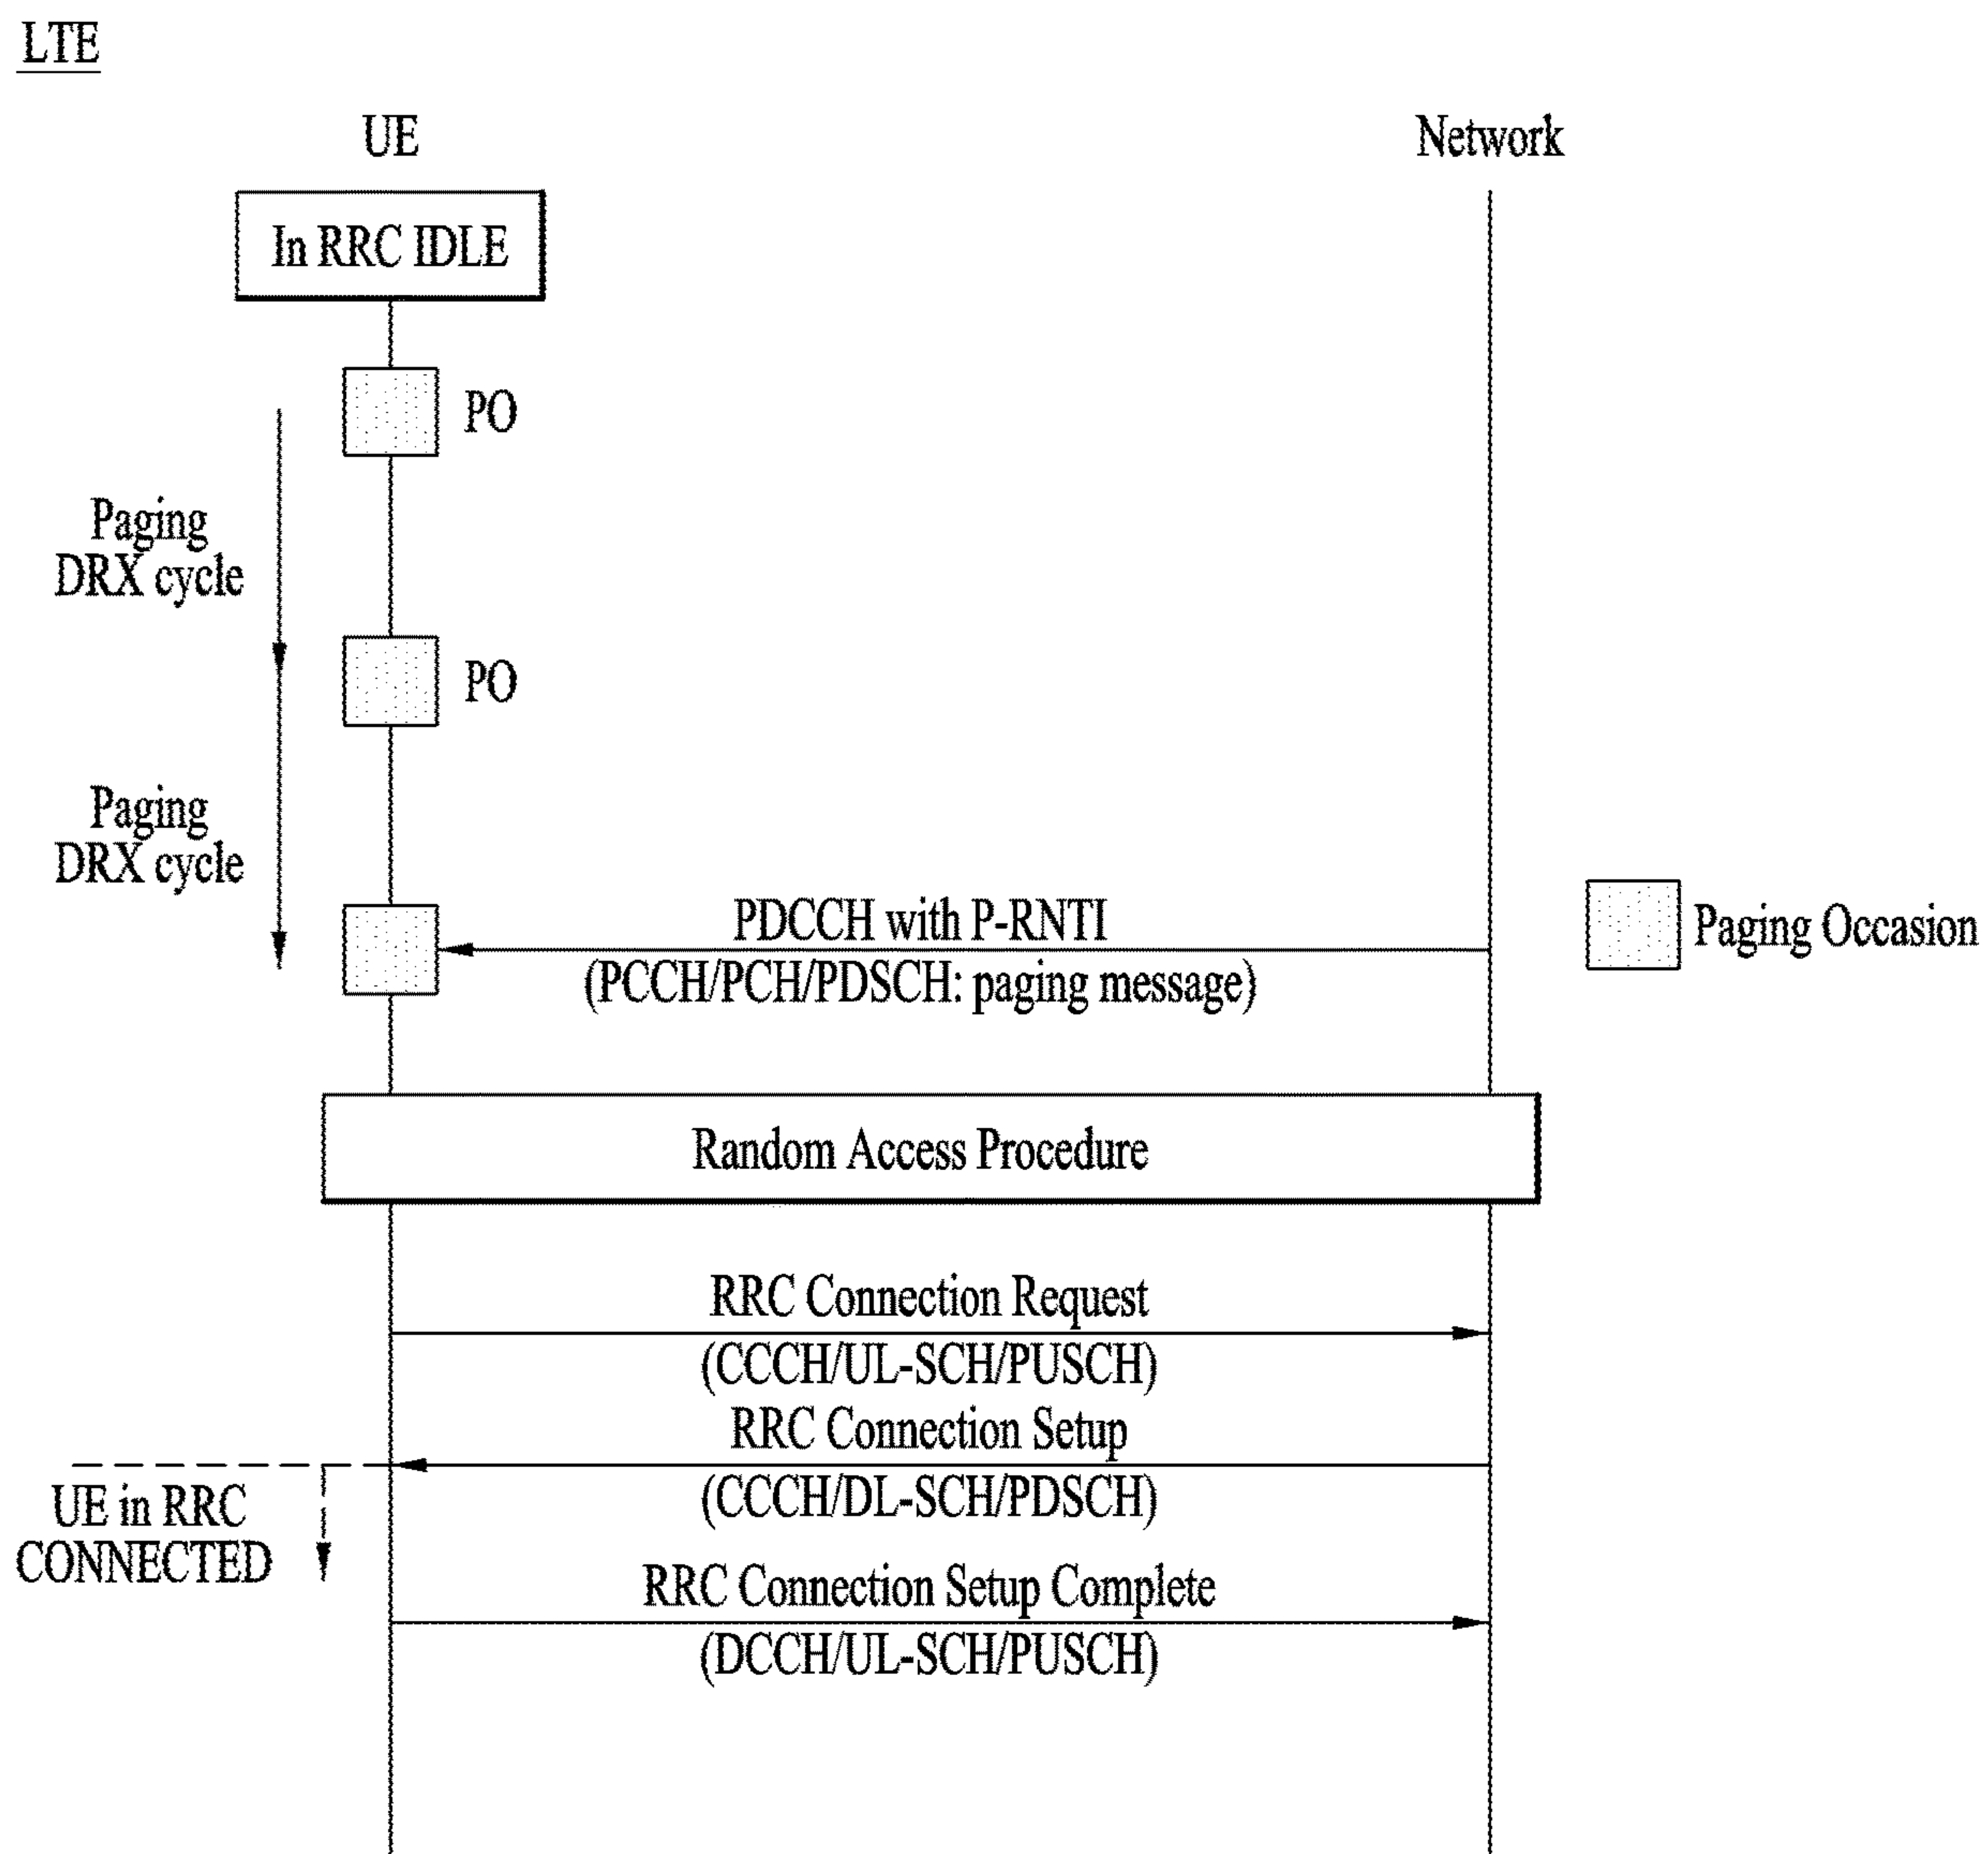 LTE
UE
Network
In RRC IDLE
PO
Paging
DRX cycle
PO
Paging
DRX cycle
PDCCH with P-RNTI
(PCCH/PCH/PDSCH: paging message)
Paging Occasion
Random Access Procedure
RRC Connection Request
(CCCH/UL-SCH/PUSCH)
RRC Connection Setup
(CCCH/DL-SCH/PDSCH)
UE in RRC
CONNECTED
RRC Connection Setup Complete
(DCCH/UL-SCH/PUSCH)